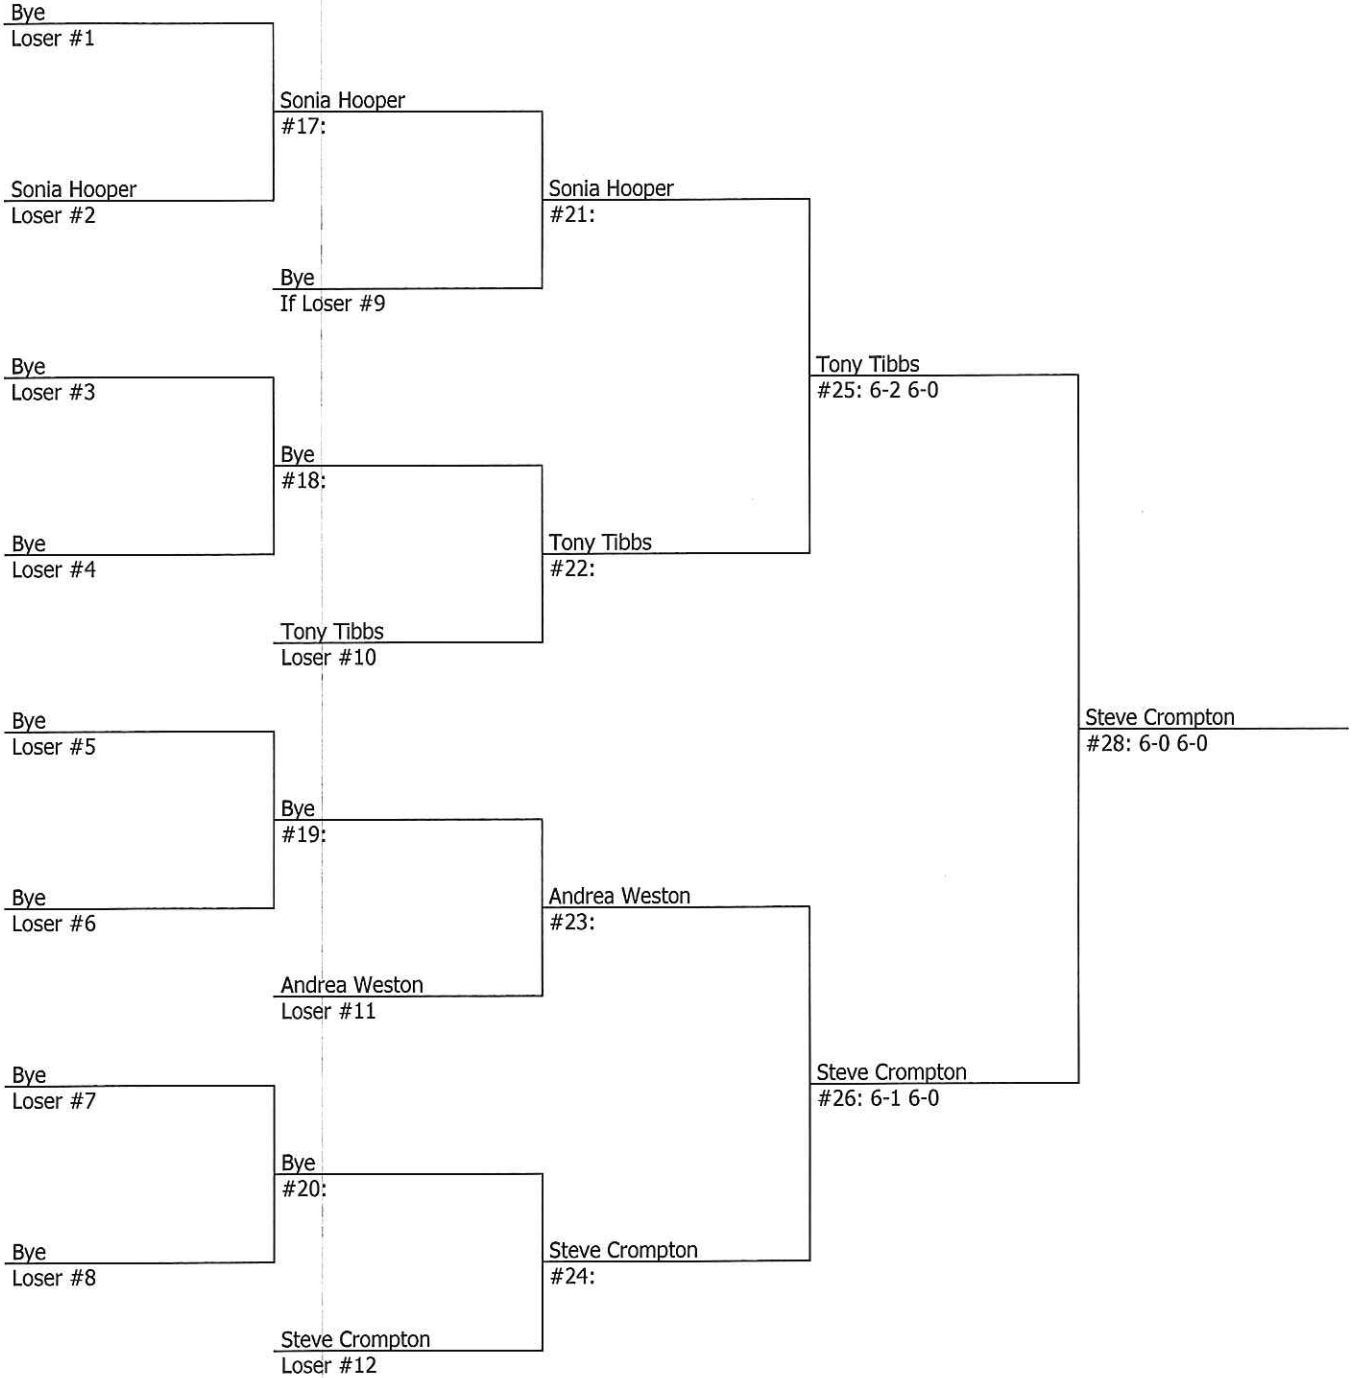 Bye
Loser #1
Sonia Hooper
#17:
Sonia Hooper
Loser #2
Sonia Hooper
#21:
Bye
If Loser #9
Bye
Loser #3
Tony Tibbs
#25: 6-2 6-0
Bye
#18:
Bye
Loser #4
Tony Tibbs
#22:
Tony Tibbs
Loser #10
Bye
Loser #5
Steve Crompton
#28: 6-0 6-0
Bye
#19:
Bye
Loser #6
Andrea Weston
#23:
Andrea Weston
Loser #11
Bye
Loser #7
Steve Crompton
#26: 6-1 6-0
Bye
#20:
Bye
Loser #8
Steve Crompton
#24:
Steve Crompton
Loser #12